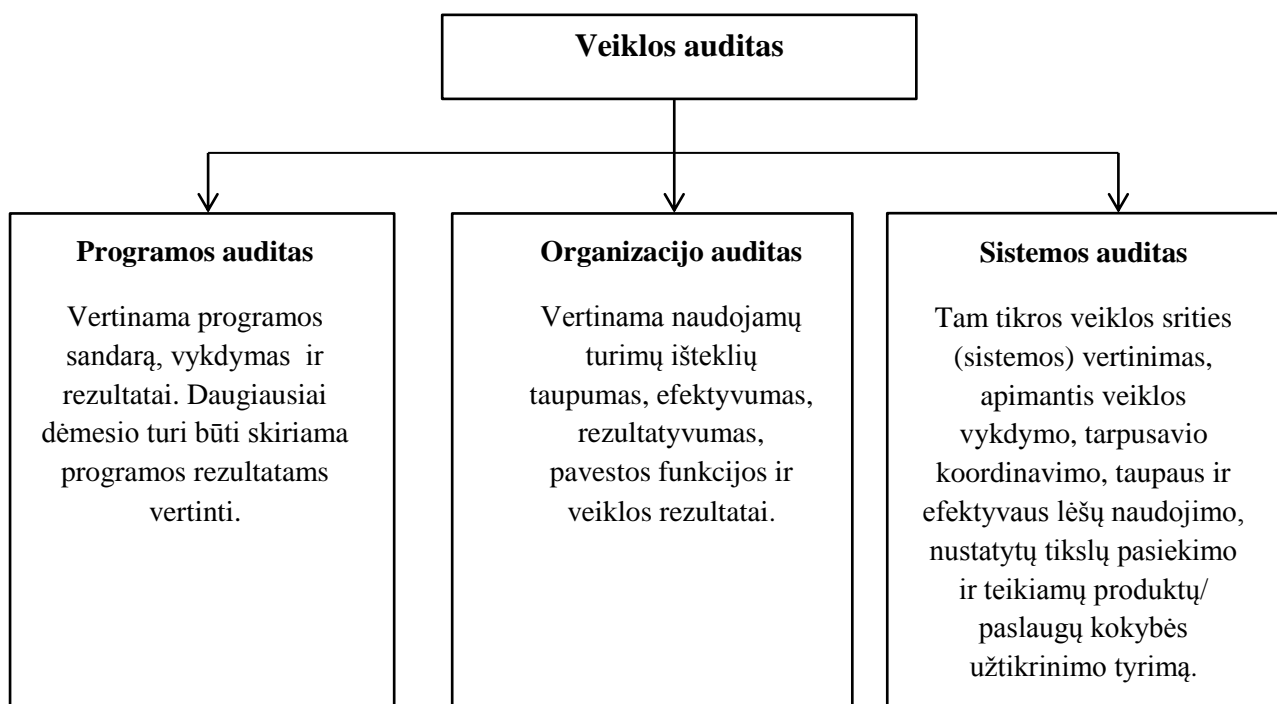 Veiklos auditas
Programos auditas
Vertinama programos
sandarą, vykdymas ir
rezultatai. Daugiausiai
dėmesio turi būti skiriama
programos rezultatams
vertinti.
Organizacijo auditas
Vertinama naudojamų
turimų išteklių
taupumas, efektyvumas,
rezultatyvumas,
pavestos funkcijos ir
veiklos rezultatai.
Sistemos auditas
Tam tikros veiklos srities
(sistemos) vertinimas,
apimantis veiklos
vykdymo, tarpusavio
koordinavimo, taupaus ir
efektyvaus lėšų naudojimo,
nustatytų tikslų pasiekimo
ir teikiamų produktų/
paslaugų kokybės
užtikrinimo tyrimą.